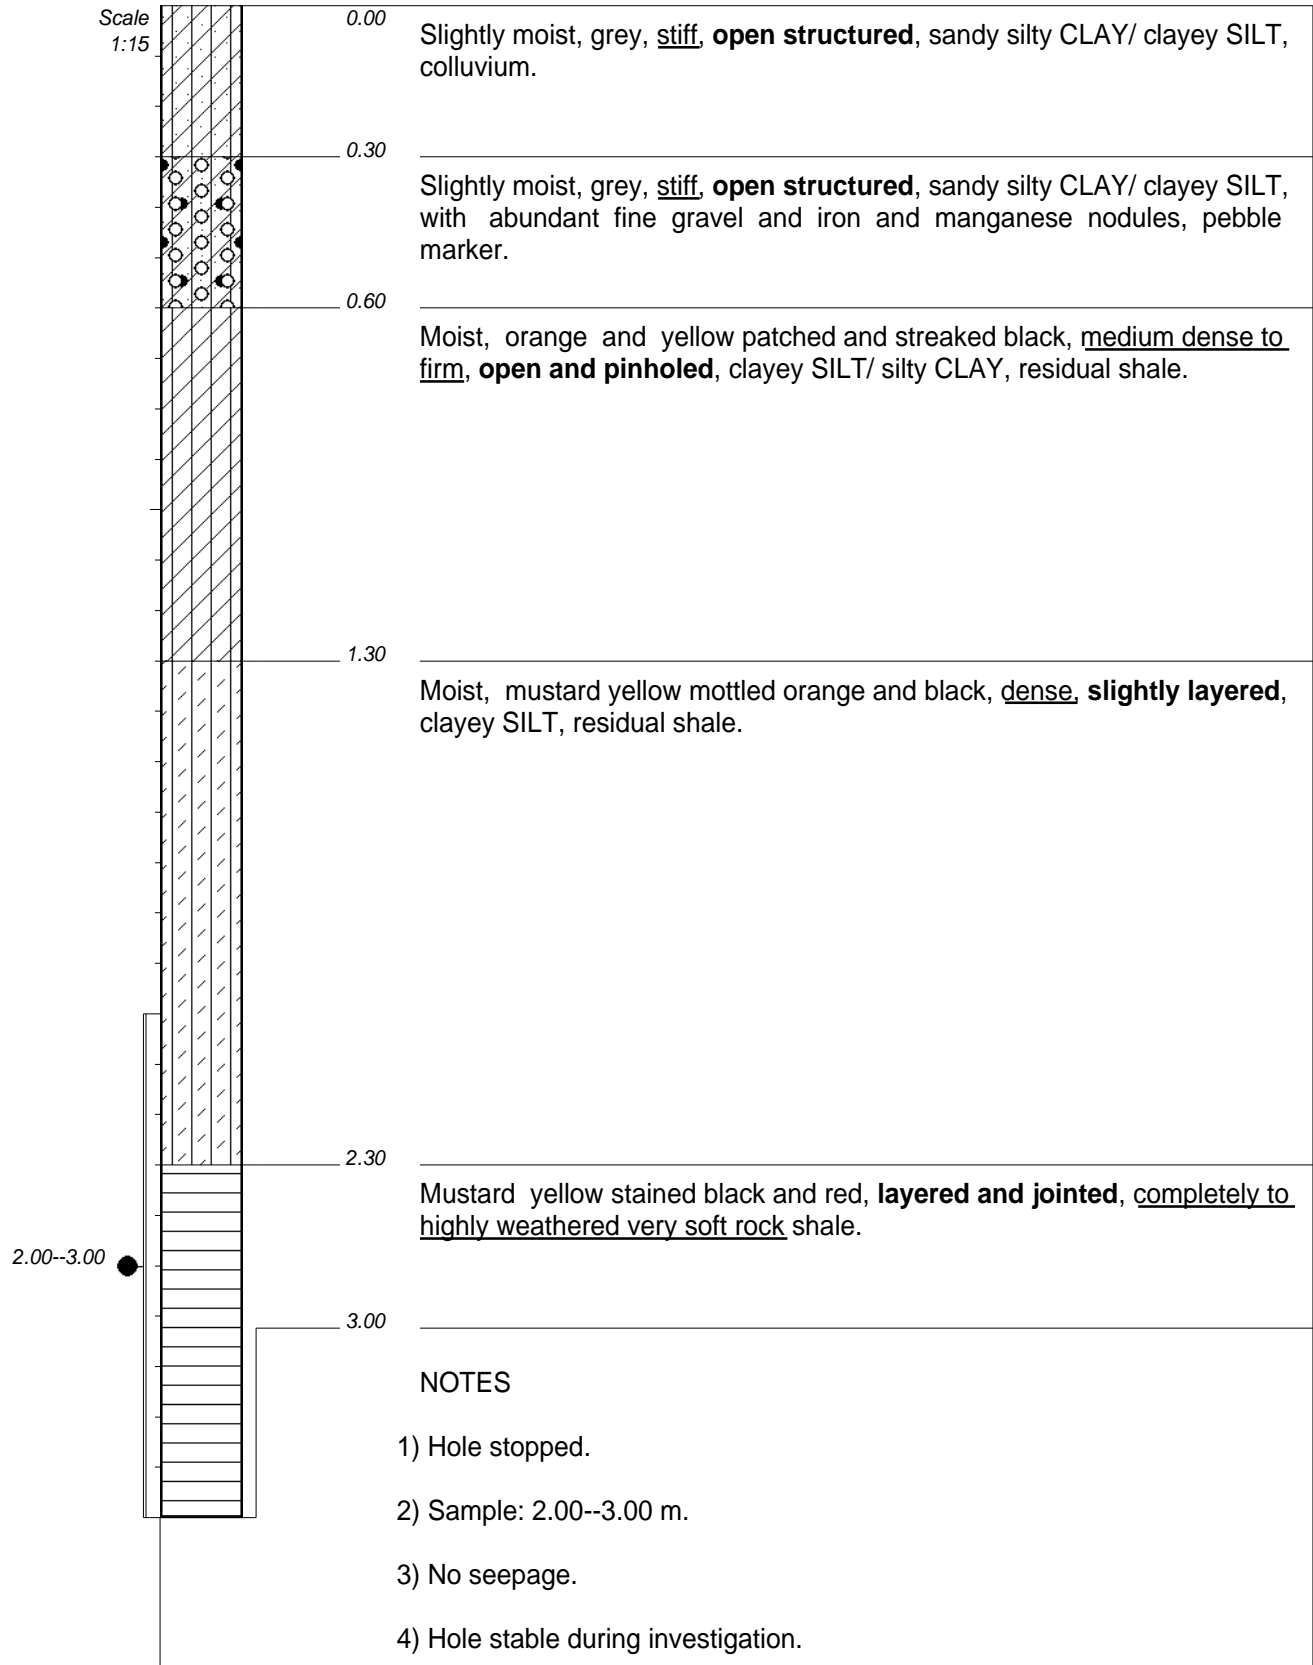 Scale
1:15
0.00
Slightly moist, grey, stiff, open structured, sandy silty CLAY/ clayey SILT,
colluvium.
0.30
Slightly moist, grey, stiff, open structured, sandy silty CLAY/ clayey SILT,
with abundant fine gravel and iron and manganese nodules, pebble
marker.
0.60
Moist, orange and yellow patched and streaked black, medium dense to
firm, open and pinholed, clayey SILT/ silty CLAY, residual shale.
1.30
Moist, mustard yellow mottled orange and black, dense, slightly layered,
clayey SILT, residual shale.
2.30
Mustard yellow stained black and red, layered and jointed, completely to
highly weathered very soft rock shale.
2.00--3.00
3.00
NOTES
1) Hole stopped.
2) Sample: 2.00--3.00 m.
3) No seepage.
4) Hole stable during investigation.